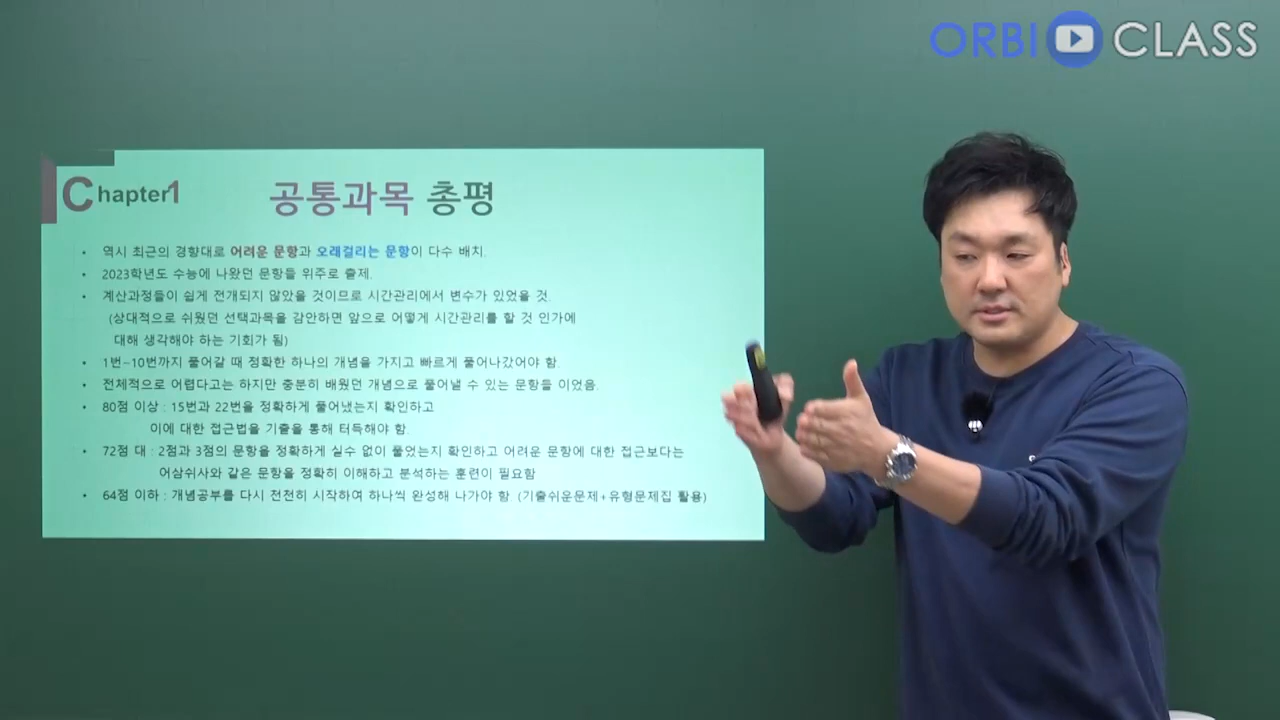 ORBI CLASS
Chapter1
공통과목 총평
• 역시 최근의 경향대로 어려운 문항과 오래걸리는 문항이 다수 배치.
• 2023학년도 수능에 나왔던 문항들 위주로 출제.
• 계산과정들이 쉽게 전개되지 않았을 것이므로 시간관리에서 변수가 있었을 것.
(상대적으로 쉬웠던 선택과목을 감안하면 앞으로 어떻게 시간관리를 할 것 인가에
대해 생각해야 하는 기회가 됨)
• 1번~10번까지 풀어갈 때 정확한 하나의 개념을 가지고 빠르게 풀어나갔어야 함.
• 전체적으로 어렵다고는 하지만 충분히 배웠던 개념으로 풀어낼 수 있는 문항들 이었음.
• 80점 이상 : 15번과 22번을 정확하게 풀어냈는지 확인하고
이에 대한 접근법을 기출을 통해 터득해야 함.
• 72점 대 : 2점과 3점의 문항을 정확하게 실수 없이 풀었는지 확인하고 어려운 문항에 대한 접근보다는
어삼쉬사와 같은 문항을 정확히 이해하고 분석하는 훈련이 필요함
• 64점 이하 : 개념공부를 다시 천천히 시작하여 하나씩 완성해 나가야 함 (기출쉬운문제+유형문제집 활용)